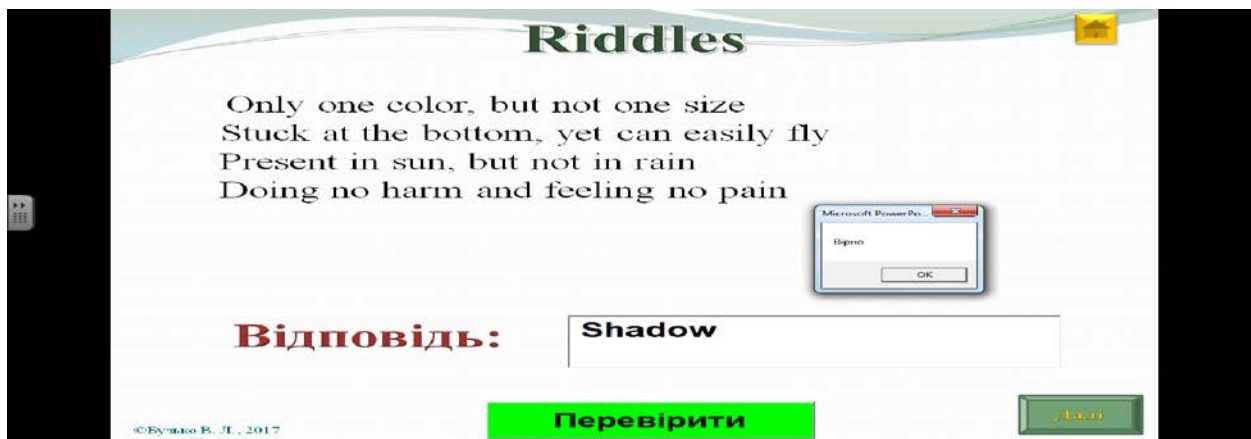 Riddles
Only one color, but not one size
Stuck at the bottom, yet can easily fly
Present in sun, but not in rain
Doing no harm and feeling no pain
Microsoft PowerPo...
Вірно
OK
Відповідь:
Shadow
Перевірити
Далі
©Бузько В. Л., 2017